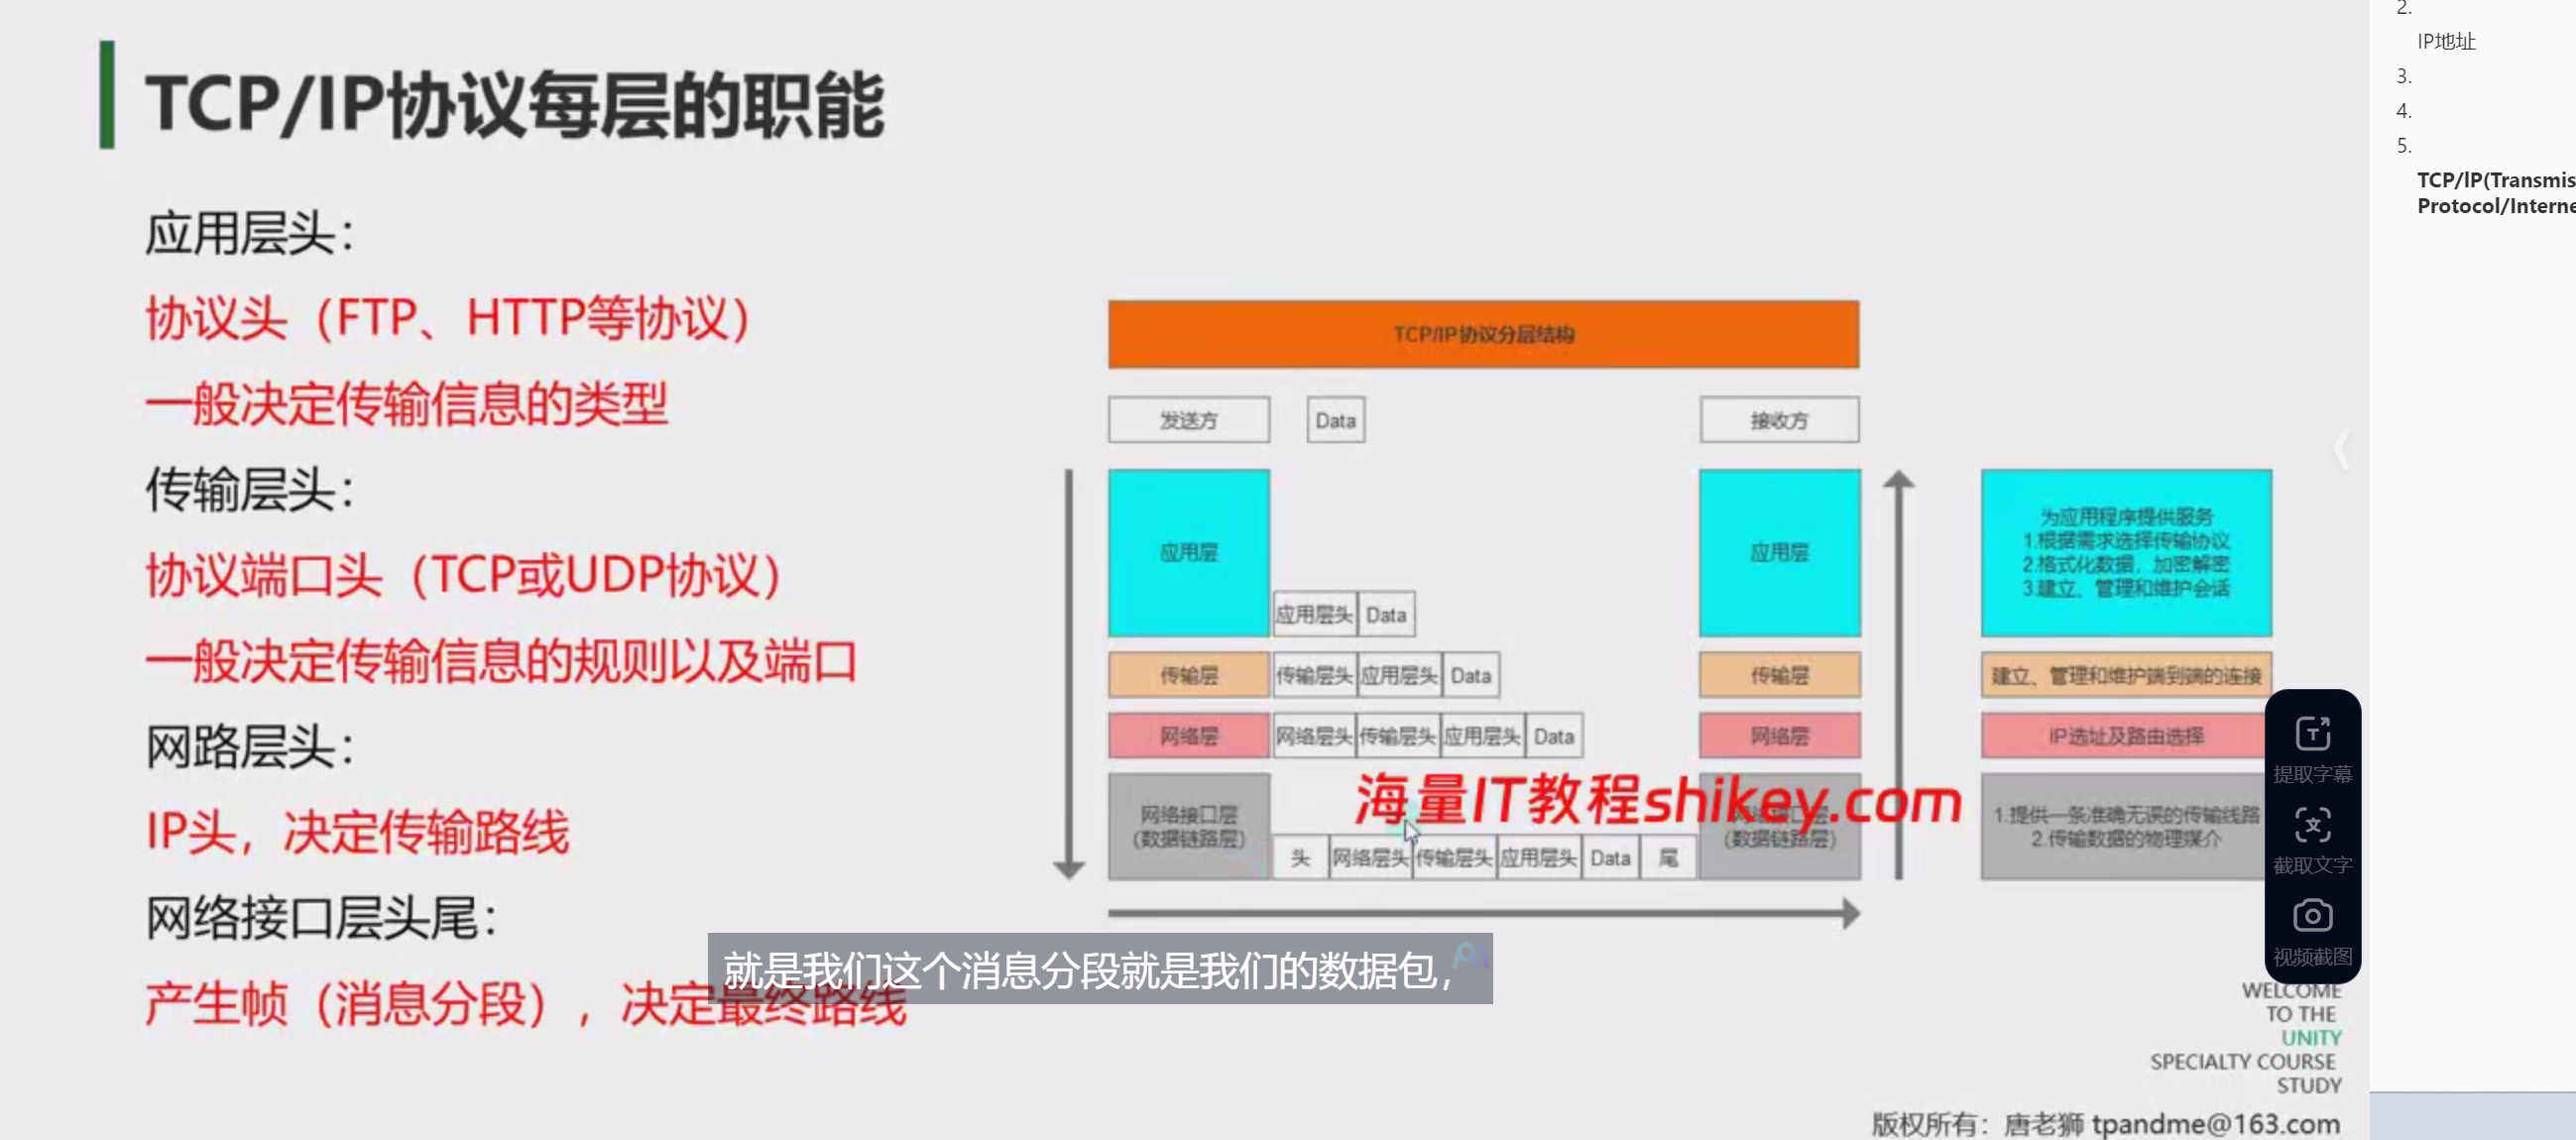 TCP/IP协议每层的职能
应用层头：
协议头（FTP、HTTP等协议）
一般决定传输信息的类型
传输层头：
协议端口头（TCP或UDP协议）
一般决定传输信息的规则以及端口
网路层头：
IP头，决定传输路线
网络接口层头尾：
产生帧（消息分段），决定最终路线
TCP/IP协议分层结构
发送方
Data
接收方
应用层
应用层头 Data
应用层
为应用程序提供服务
1.根据需求选择传输协议
2.格式化数据，加密解密
3.建立、管理和维护会话
传输层
传输层头 应用层头 Data
传输层
建立、管理和维护端到端的连接
网络层
网络层头 传输层头 应用层头 Data
网络层
IP选址及路由选择
网络接口层
(数据链路层)
头 网络层头 传输层头 应用层头 Data 尾
网络接口层
(数据链路层)
1.提供一条准确无误的传输线路
2.传输数据的物理媒介
海量IT教程shikey.com
就是我们这个消息分段就是我们的数据包，
提取字幕
截取文字
视频截图
WELCOME
TO THE
UNITY
SPECIALTY COURSE
STUDY
版权所有：唐老狮 tpandme@163.com
2.
IP地址
3.
4.
5.
TCP/IP(Transmis
Protocol/Interne